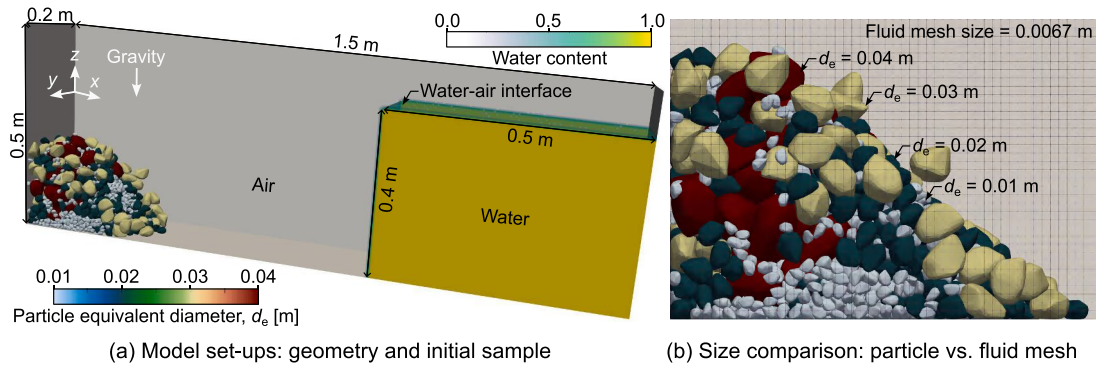 0.2 m
1.5 m
0.0 0.5 1.0
Water content
Gravity
z
y x
0.5 m
Water-air interface
0.5 m
0.4 m
Air
Water
0.01 0.02 0.03 0.04
Particle equivalent diameter, dₑ [m]
(a) Model set-ups: geometry and initial sample
Fluid mesh size = 0.0067 m
dₑ = 0.04 m
dₑ = 0.03 m
dₑ = 0.02 m
dₑ = 0.01 m
(b) Size comparison: particle vs. fluid mesh